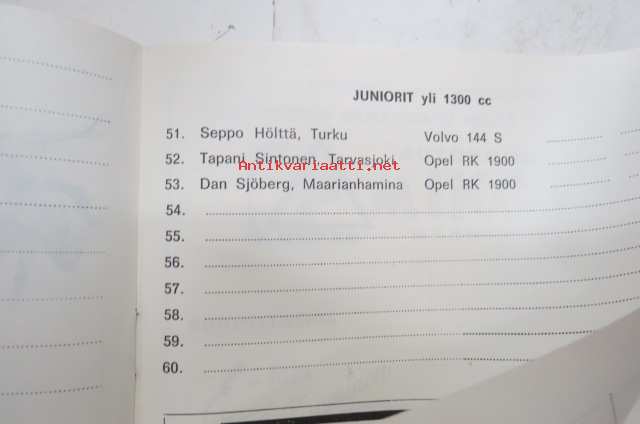 JUNIORIT yli 1300 cc
51. Seppo Hölttä, Turku Volvo 144 S
52. Tapani Sintonen, Tarvasjoki Opel RK 1900
Antikvariaatti.net
53. Dan Sjöberg, Maarianhamina Opel RK 1900
54.
55.
56.
57.
58.
59.
60.